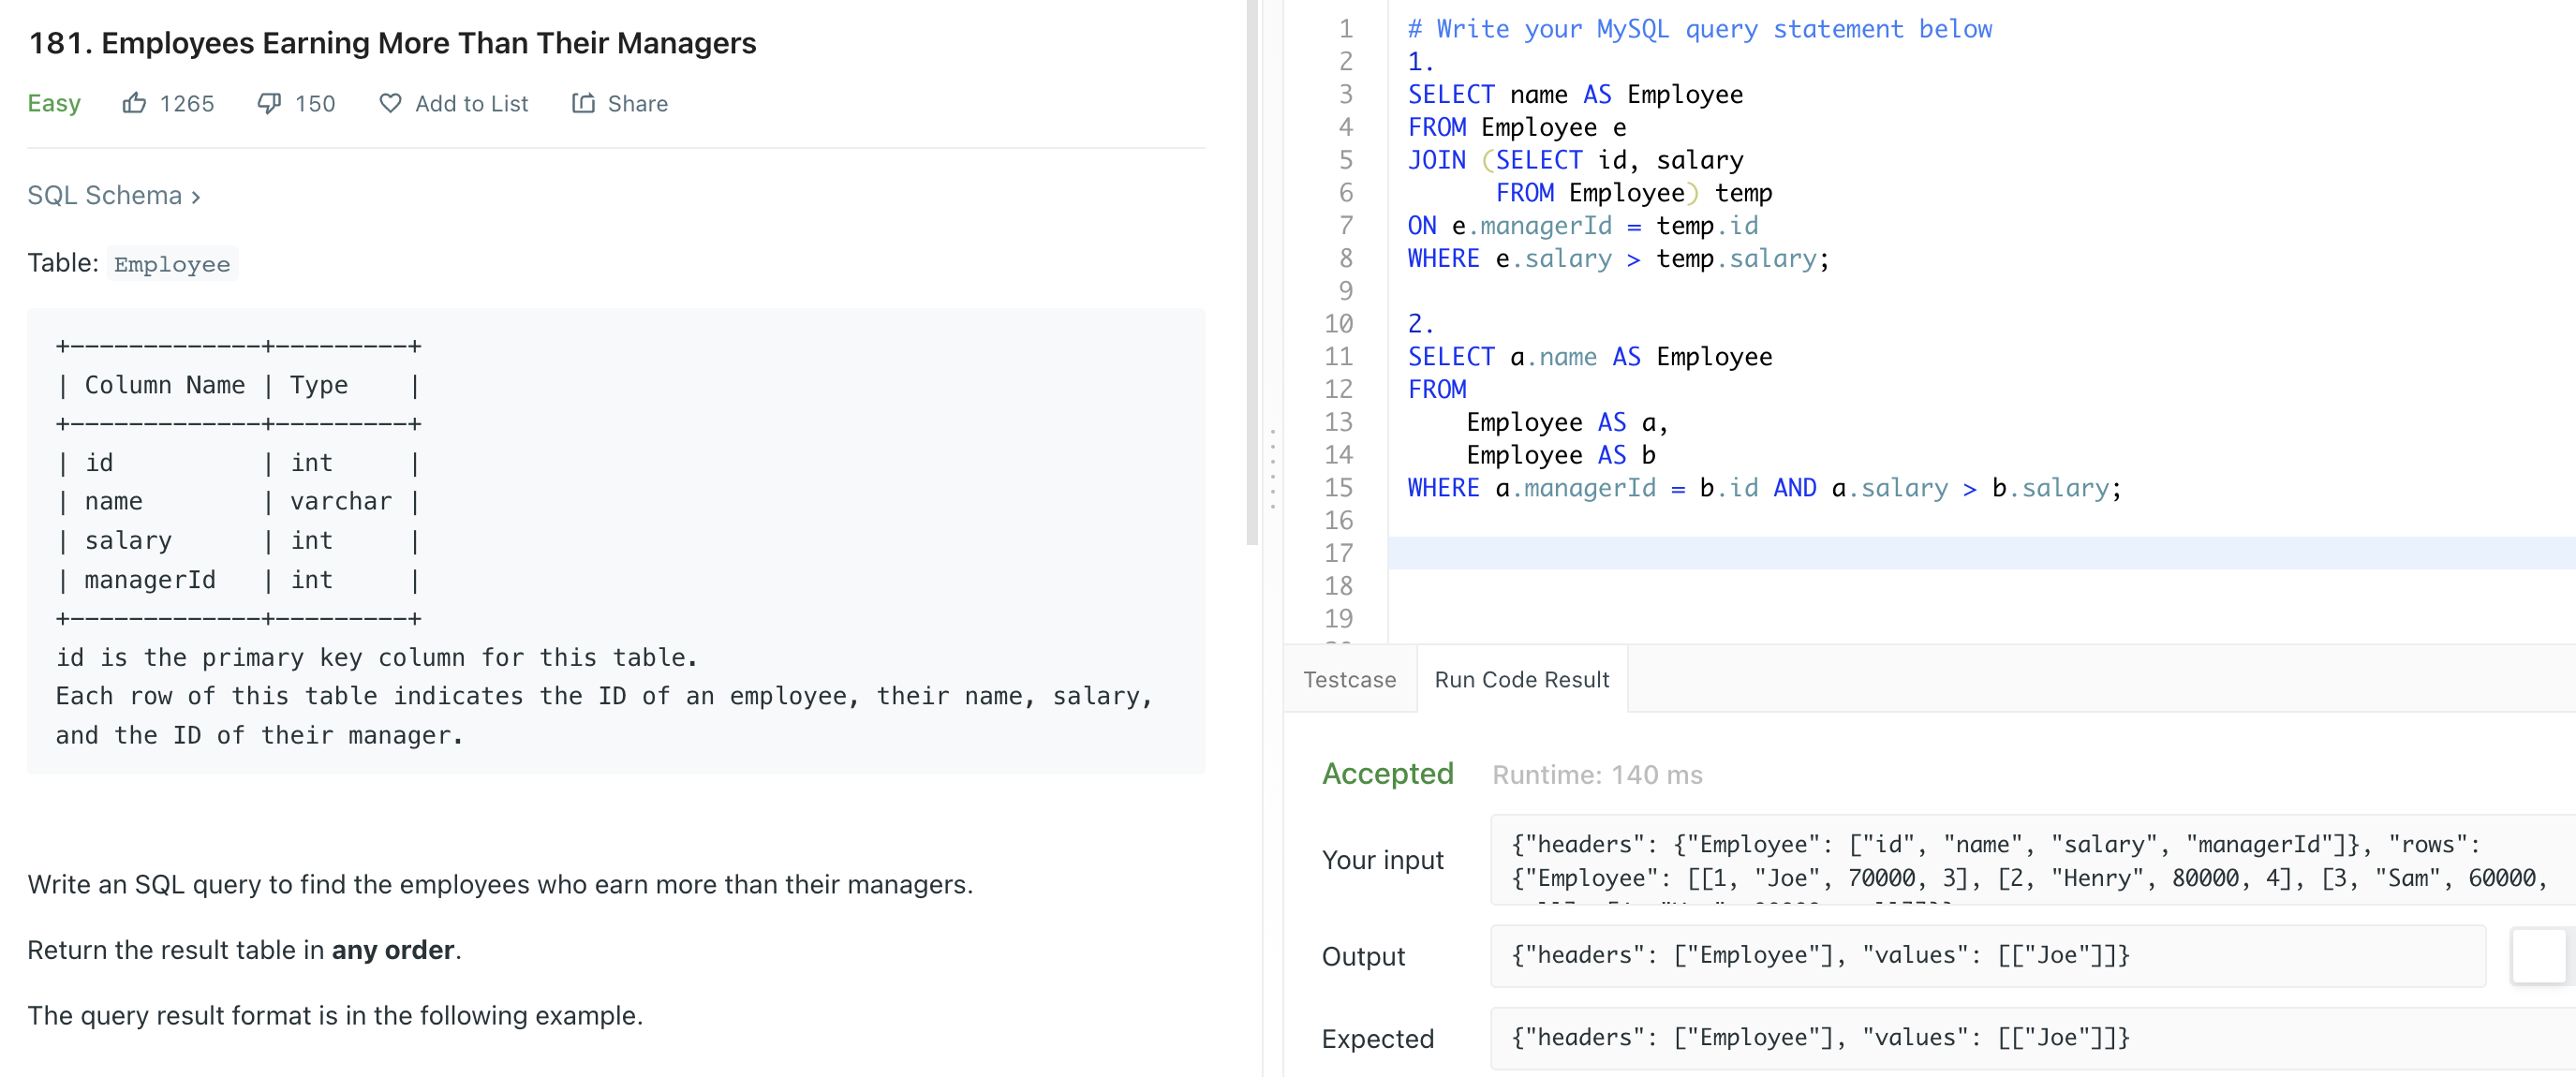 181. Employees Earning More Than Their Managers
Easy 1265 150 Add to List Share
SQL Schema ›
Table: Employee
+-------------+---------+
| Column Name | Type    |
+-------------+---------+
| id          | int     |
| name        | varchar |
| salary      | int     |
| managerId   | int     |
+-------------+---------+
id is the primary key column for this table.
Each row of this table indicates the ID of an employee, their name, salary,
and the ID of their manager.
Write an SQL query to find the employees who earn more than their managers.
Return the result table in any order.
The query result format is in the following example.
1 # Write your MySQL query statement below
2 1.
3 SELECT name AS Employee
4 FROM Employee e
5 JOIN (SELECT id, salary
6       FROM Employee) temp
7 ON e.managerId = temp.id
8 WHERE e.salary > temp.salary;
9
10 2.
11 SELECT a.name AS Employee
12 FROM
13     Employee AS a,
14     Employee AS b
15 WHERE a.managerId = b.id AND a.salary > b.salary;
16
17
18
19
Testcase Run Code Result
Accepted Runtime: 140 ms
Your input
{"headers": {"Employee": ["id", "name", "salary", "managerId"]}, "rows":
{"Employee": [[1, "Joe", 70000, 3], [2, "Henry", 80000, 4], [3, "Sam", 60000,
Output {"headers": ["Employee"], "values": [["Joe"]]}
Expected {"headers": ["Employee"], "values": [["Joe"]]}